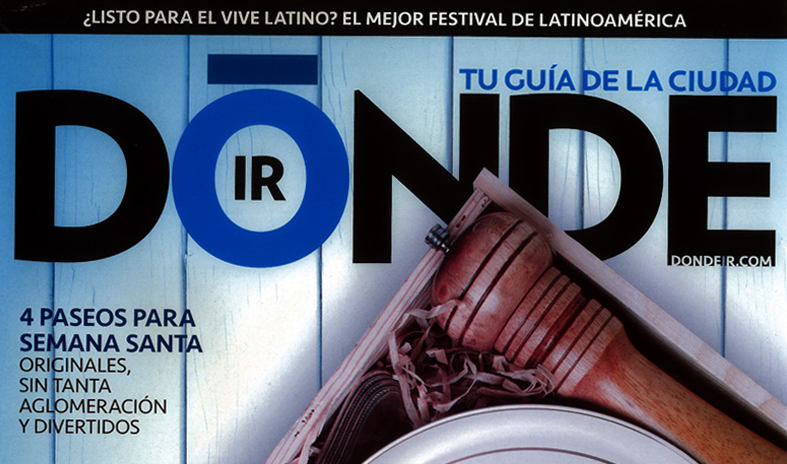 ¿LISTO PARA EL VIVE LATINO? EL MEJOR FESTIVAL DE LATINOAMÉRICA
TU GUÍA DE LA CIUDAD
DŌNDE
IR
DONDEIR.COM
4 PASEOS PARA
SEMANA SANTA
ORIGINALES,
SIN TANTA
AGLOMERACIÓN
Y DIVERTIDOS